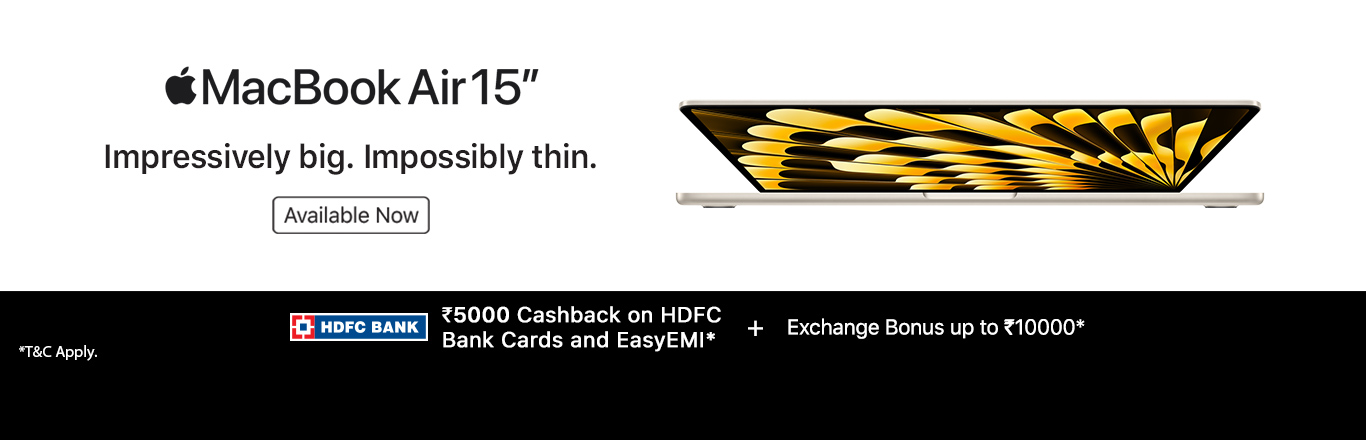 MacBook Air 15”
Impressively big. Impossibly thin.
Available Now
HDFC BANK
₹5000 Cashback on HDFC
Bank Cards and EasyEMI*
+
Exchange Bonus up to ₹10000*
*T&C Apply.